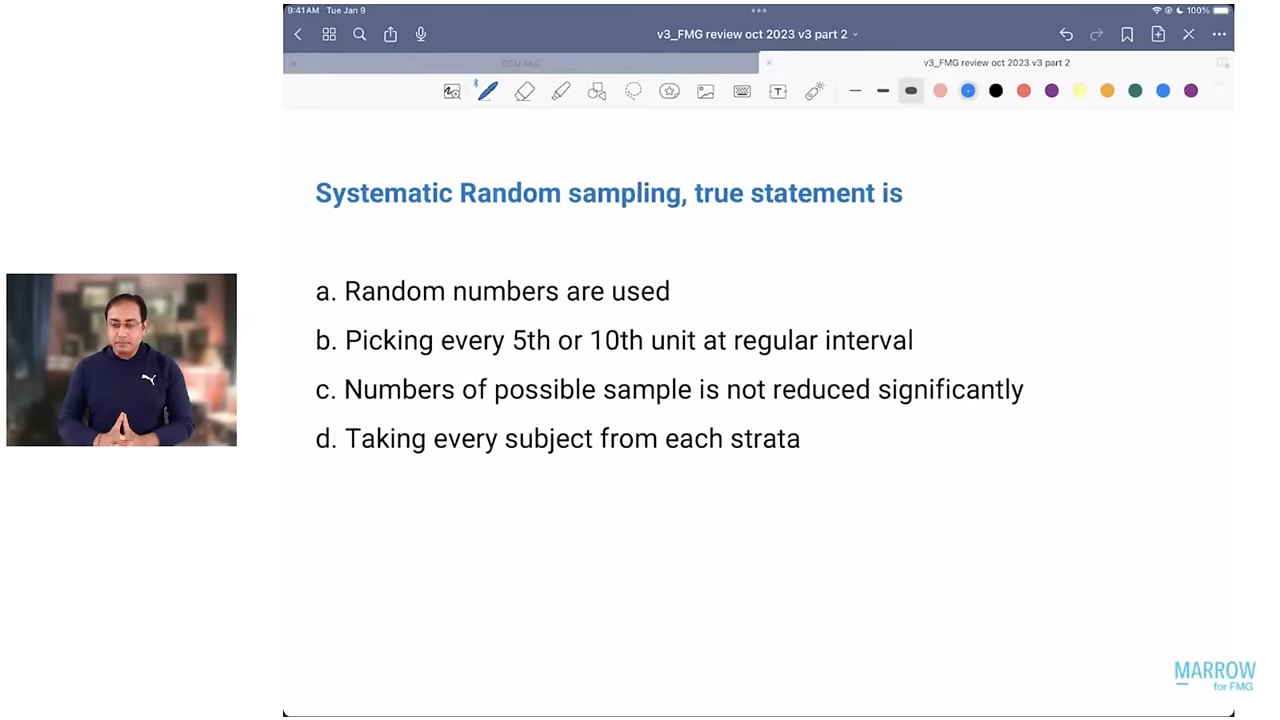 9:41 AM Tue Jan 9
100%
v3_FMG review oct 2023 v3 part 2
CCU NLC
v3_FMG review oct 2023 v3 part 2
T
Systematic Random sampling, true statement is
a. Random numbers are used
b. Picking every 5th or 10th unit at regular interval
c. Numbers of possible sample is not reduced significantly
d. Taking every subject from each strata
MARROW
for FMG